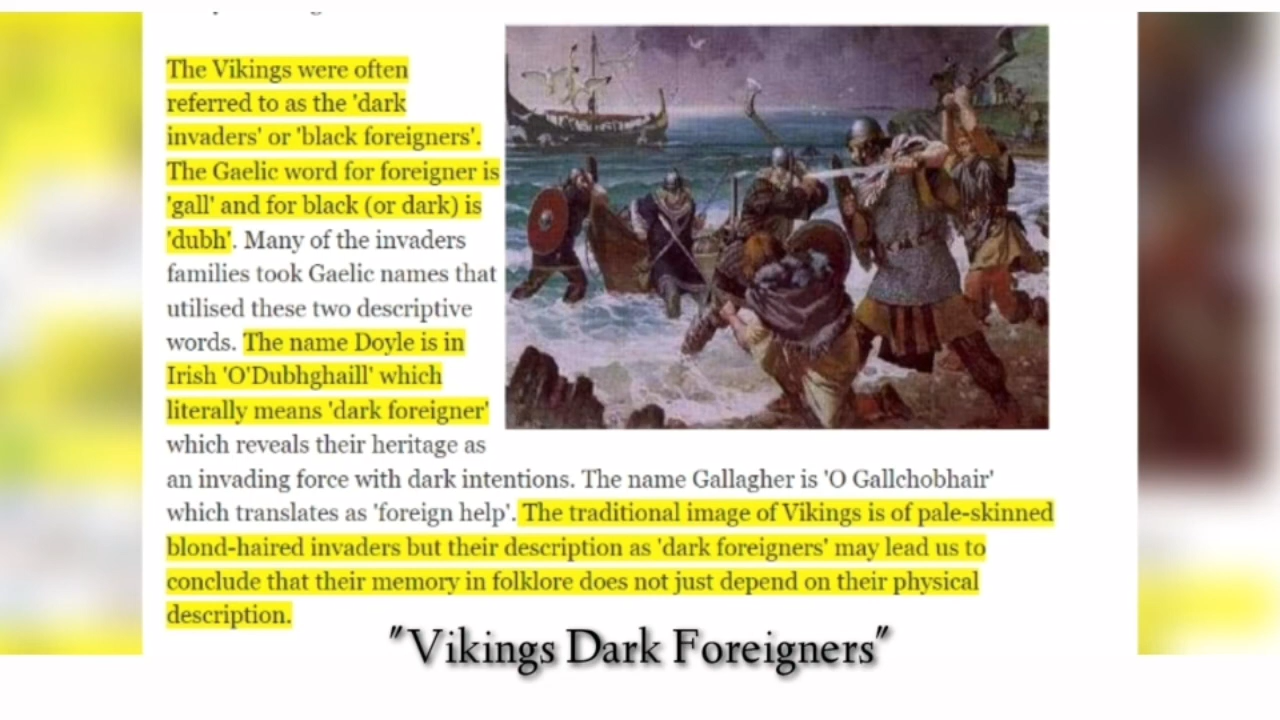 The Vikings were often
referred to as the 'dark
invaders' or 'black foreigners'.
The Gaelic word for foreigner is
'gall' and for black (or dark) is
'dubh'. Many of the invaders
families took Gaelic names that
utilised these two descriptive
words. The name Doyle is in
Irish 'O'Dubhghaill' which
literally means 'dark foreigner'
which reveals their heritage as
an invading force with dark intentions. The name Gallagher is 'O Gallchobhair'
which translates as 'foreign help'. The traditional image of Vikings is of pale-skinned
blond-haired invaders but their description as 'dark foreigners' may lead us to
conclude that their memory in folklore does not just depend on their physical
description.
"Vikings Dark Foreigners"